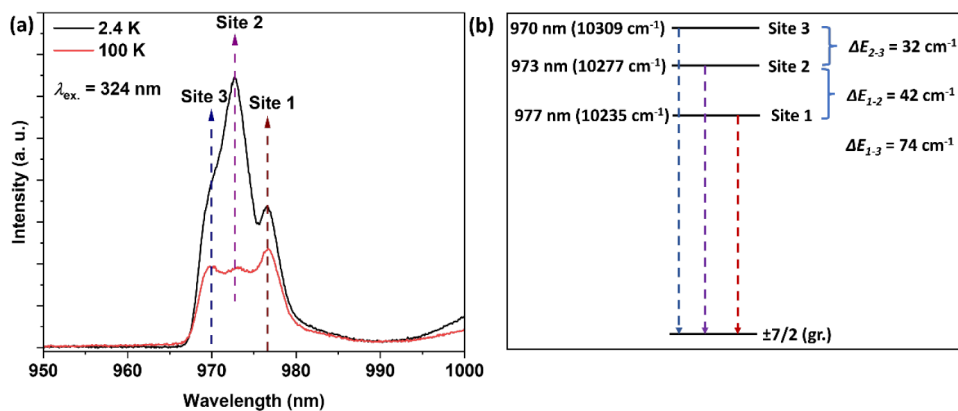 (a)
2.4 K
100 K
λex. = 324 nm
Site 2
Site 3
Site 1
Intensity (a. u.)
950 960 970 980 990 1000
Wavelength (nm)
(b)
970 nm (10309 cm⁻¹) Site 3
ΔE2-3 = 32 cm⁻¹
973 nm (10277 cm⁻¹) Site 2
ΔE1-2 = 42 cm⁻¹
977 nm (10235 cm⁻¹) Site 1
ΔE1-3 = 74 cm⁻¹
±7/2 (gr.)